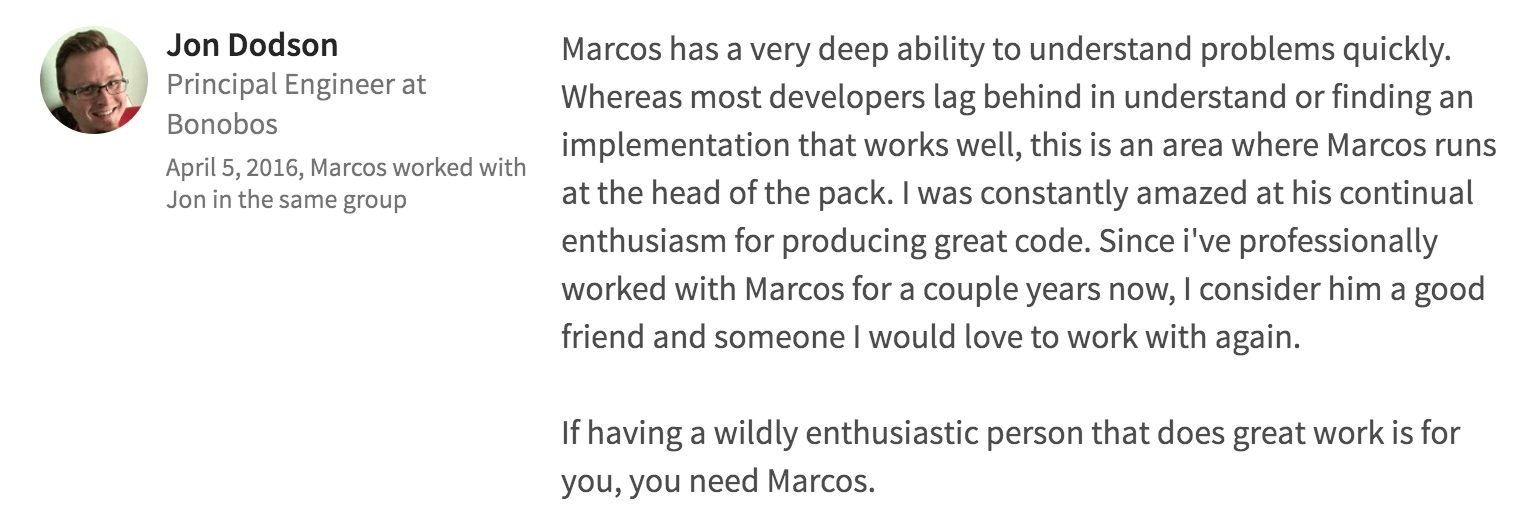 Jon Dodson
Principal Engineer at
Bonobos
April 5, 2016, Marcos worked with
Jon in the same group
Marcos has a very deep ability to understand problems quickly.
Whereas most developers lag behind in understand or finding an
implementation that works well, this is an area where Marcos runs
at the head of the pack. I was constantly amazed at his continual
enthusiasm for producing great code. Since i've professionally
worked with Marcos for a couple years now, I consider him a good
friend and someone I would love to work with again.
If having a wildly enthusiastic person that does great work is for
you, you need Marcos.